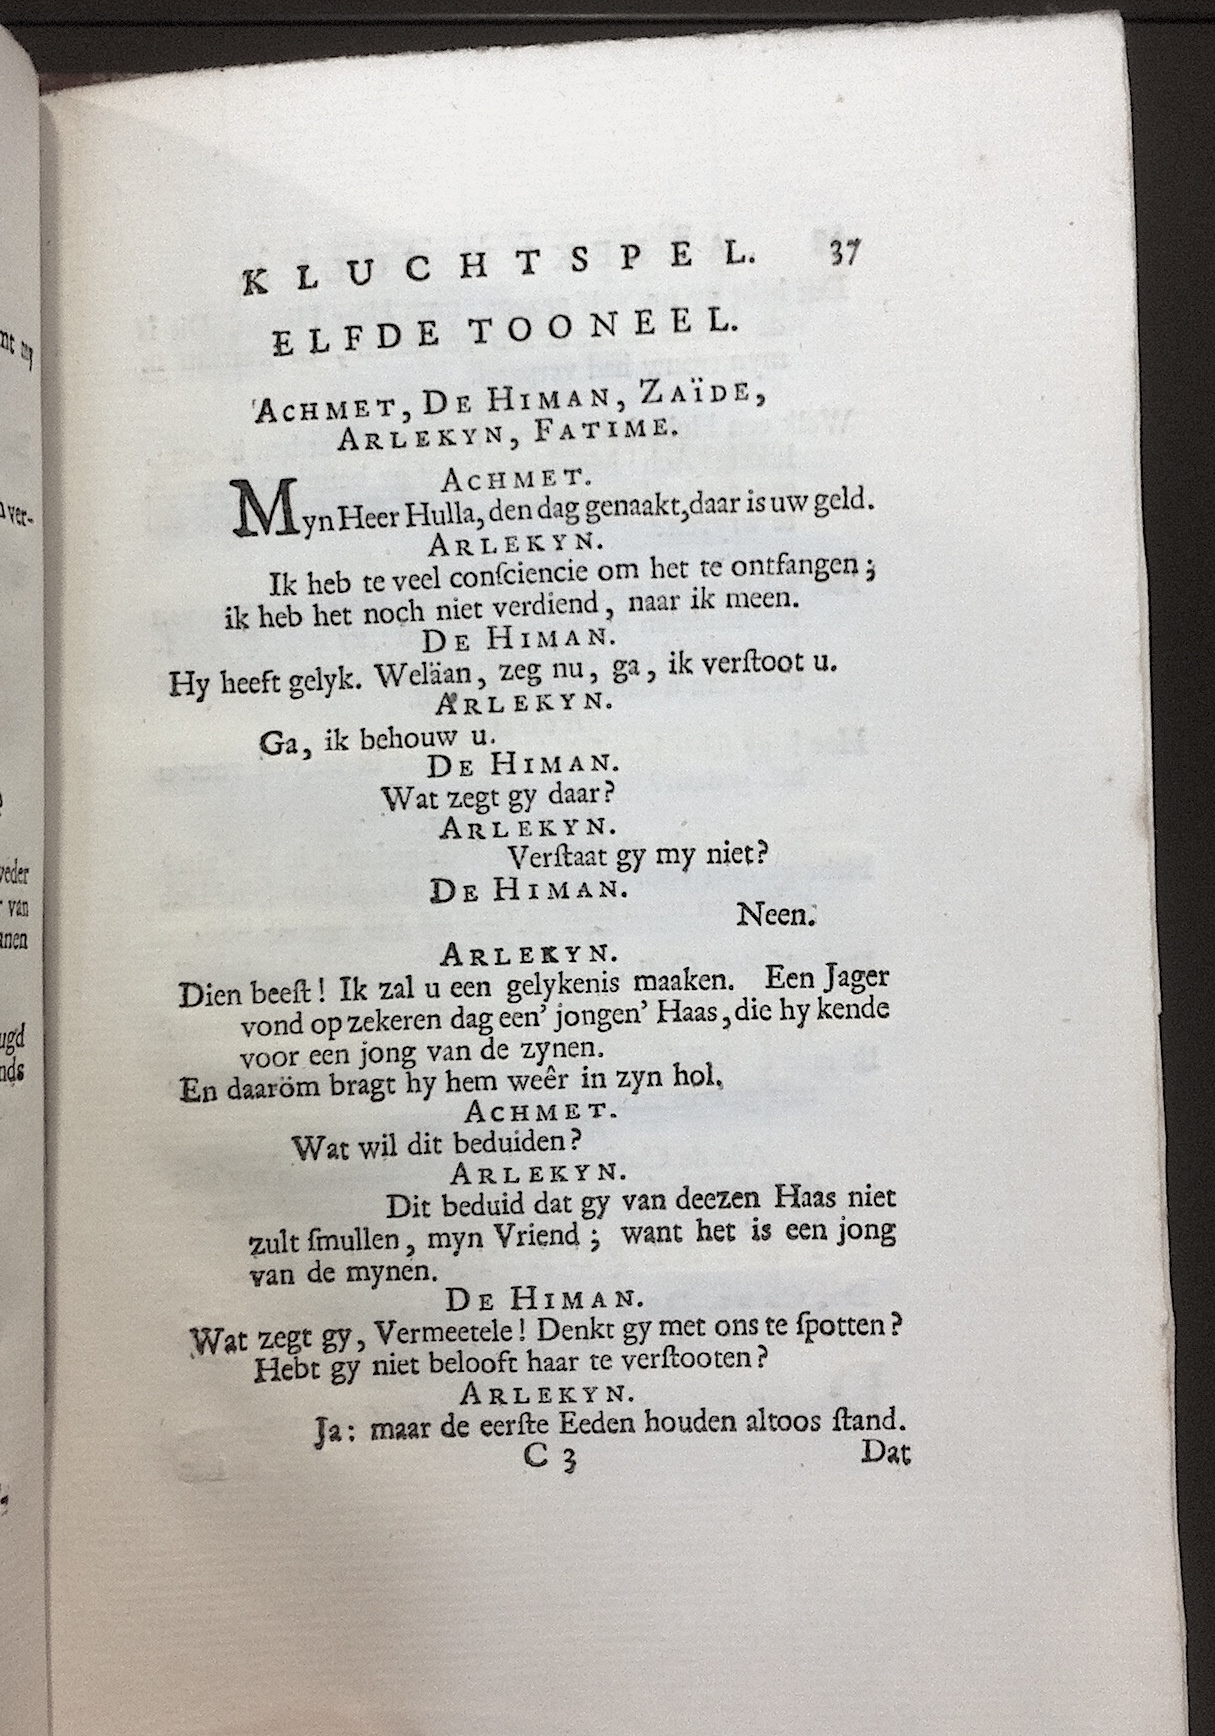 KLUCHTSPEL. 37
ELFDE TOONEEL.
ACHMET, DE HIMAN, ZAÏDE,
ARLEKYN, FATIME.
ACHMET.
Myn Heer Hulla, den dag genaakt, daar is uw geld.
ARLEKYN.
Ik heb te veel conſciencie om het te ontfangen;
ik heb het noch niet verdiend, naar ik meen.
DE HIMAN.
Hy heeft gelyk. Weläan, zeg nu, ga, ik verſtoot u.
ARLEKYN.
Ga, ik behouw u.
DE HIMAN.
Wat zegt gy daar?
ARLEKYN.
Verſtaat gy my niet?
DE HIMAN.
Neen.
ARLEKYN.
Dien beeſt! Ik zal u een gelykenis maaken. Een Jager
vond op zekeren dag een' jongen' Haas, die hy kende
voor een jong van de zynen.
En daaröm bragt hy hem weêr in zyn hol.
ACHMET.
Wat wil dit beduiden?
ARLEKYN.
Dit beduid dat gy van deezen Haas niet
zult ſmullen, myn Vriend; want het is een jong
van de mynen.
DE HIMAN.
Wat zegt gy, Vermeetele! Denkt gy met ons te ſpotten?
Hebt gy niet belooft haar te verſtooten?
ARLEKYN.
Ja: maar de eerſte Eeden houden altoos ſtand.
C 3 Dat